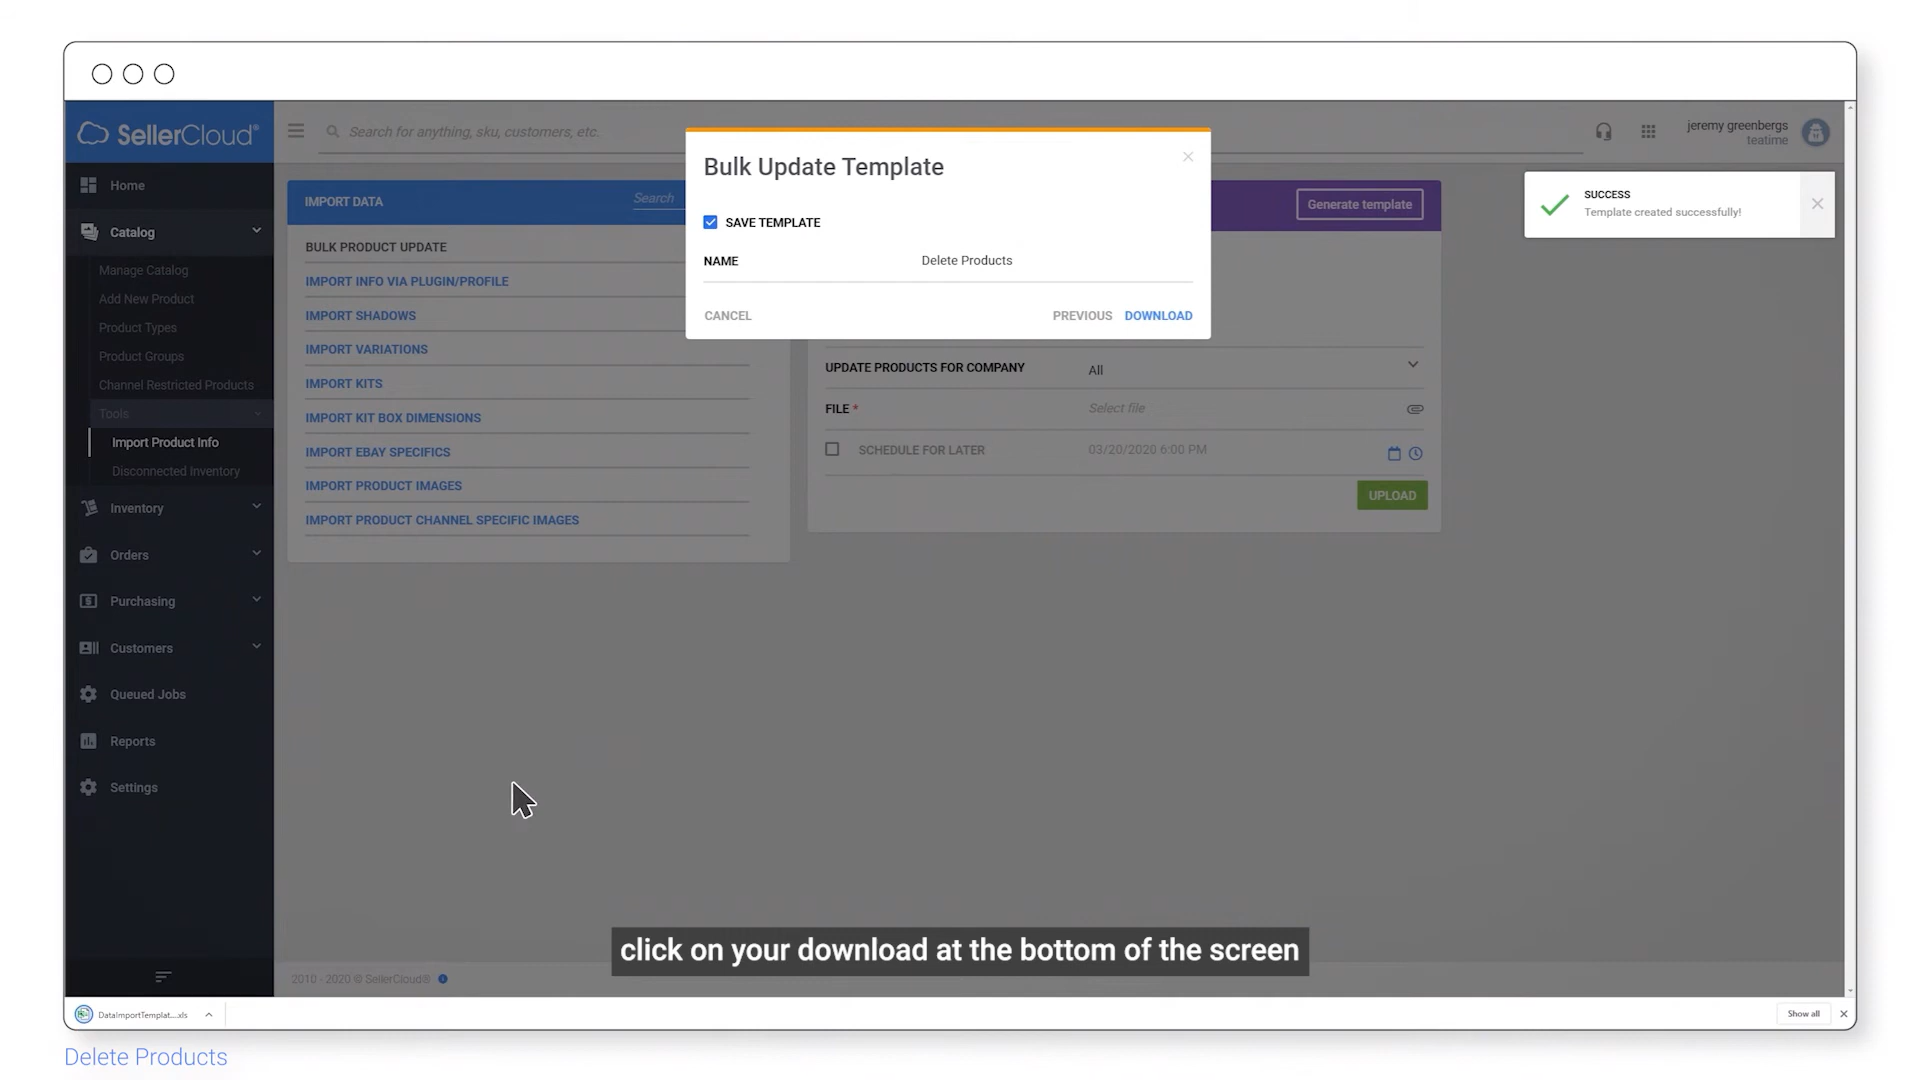 SellerCloud®
Search for anything, sku, customers, etc.
jeremy greenbergs
teatime
Home
Catalog
Manage Catalog
Add New Product
Product Types
Product Groups
Channel Restricted Products
Tools
Import Product Info
Disconnected Inventory
Inventory
Orders
Purchasing
Customers
Queued Jobs
Reports
Settings
IMPORT DATA
Search
BULK PRODUCT UPDATE
IMPORT INFO VIA PLUGIN/PROFILE
IMPORT SHADOWS
IMPORT VARIATIONS
IMPORT KITS
IMPORT KIT BOX DIMENSIONS
IMPORT EBAY SPECIFICS
IMPORT PRODUCT IMAGES
IMPORT PRODUCT CHANNEL SPECIFIC IMAGES
Bulk Update Template
SAVE TEMPLATE
NAME Delete Products
CANCEL PREVIOUS DOWNLOAD
Generate template
UPDATE PRODUCTS FOR COMPANY All
FILE * Select file
SCHEDULE FOR LATER 03/20/2020 6:00 PM
UPLOAD
SUCCESS
Template created successfully!
click on your download at the bottom of the screen
2010 - 2020 © SellerCloud®
DataImportTemplat....xls
Show all
Delete Products